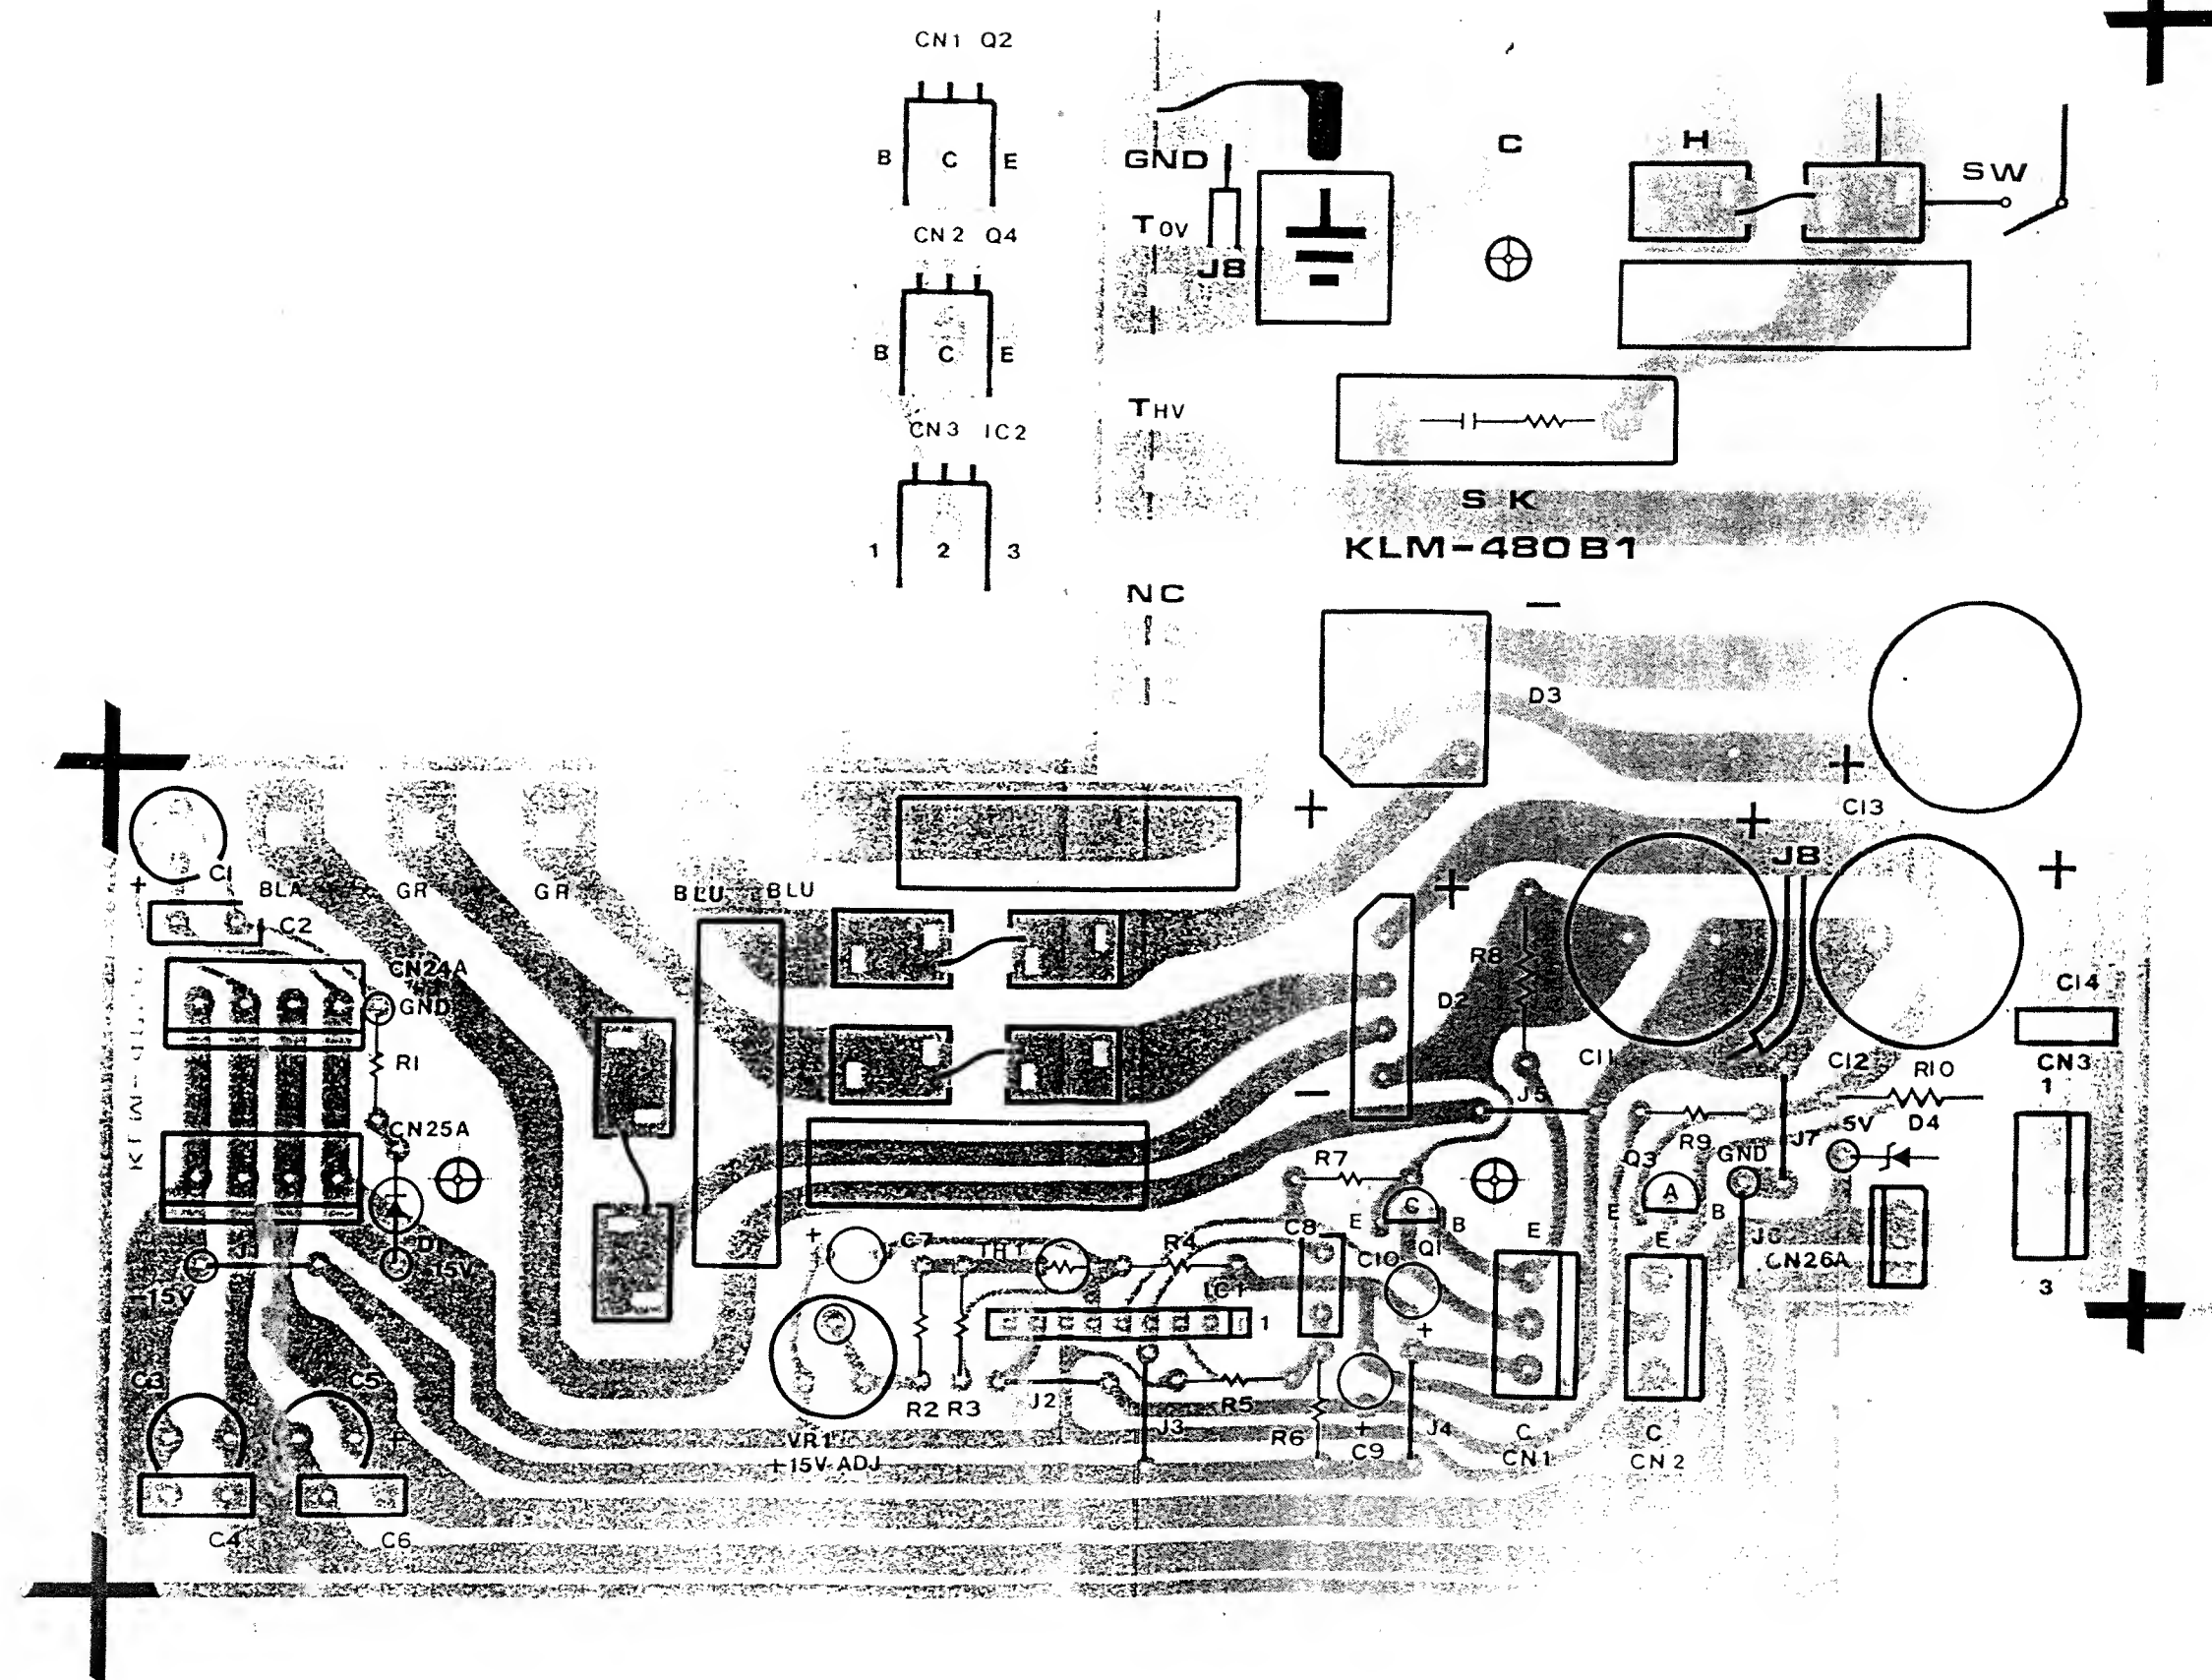 CN1 Q2
B C E
CN2 Q4
B C E
CN3 IC2
1 2 3
GND
TOV
J8
THV
NC
C
H
SW
SK
KLM-480B1
−
D3
+
+
C13
+
J8
+
+
C1
+
BLA
GR
GR
BLU
BLU
C2
CN24A
GND
R1
CN25A
R8
D2
−
J5
C11
C12
R10
C14
CN3
1
3
D4
5V
J7
GND
R9
Q3
A
E
B
E
J6
CN26A
R7
C
E
B
Q1
E
C8
C10
+
+
C7
TH1
R4
IC1
1
D1
-15V
J1
+15V
C3
C5
+
C4
C6
R2
R3
J2
J3
R5
R6
+
C9
J4
VR1
+15V ADJ
C
CN1
C
CN2